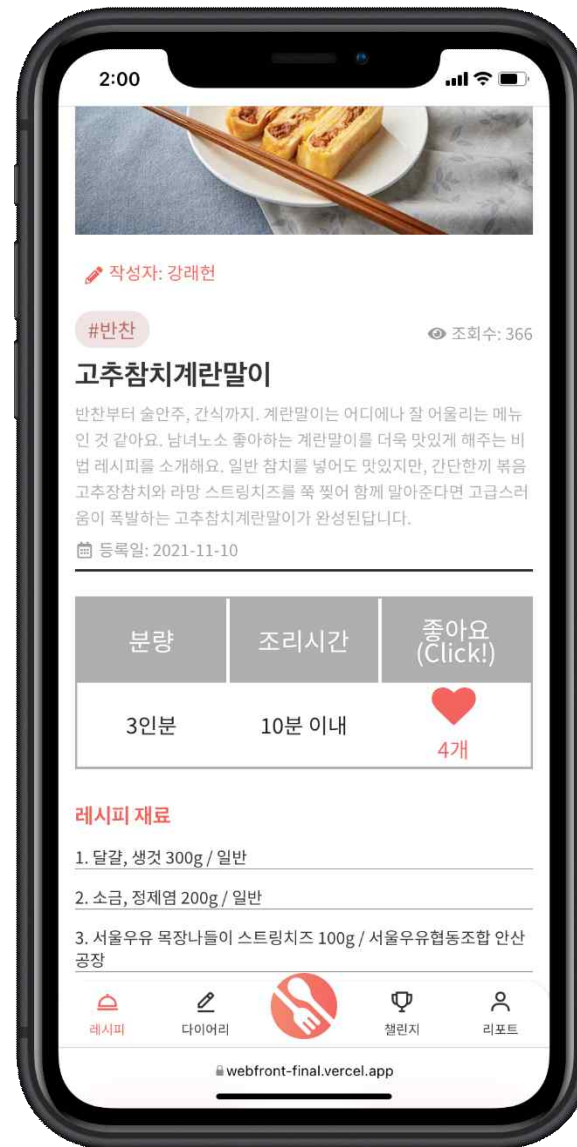 2:00
작성자: 강래헌
#반찬
조회수: 366
고추참치계란말이
반찬부터 술안주, 간식까지. 계란말이는 어디에나 잘 어울리는 메뉴
인 것 같아요. 남녀노소 좋아하는 계란말이를 더욱 맛있게 해주는 비
법 레시피를 소개해요. 일반 참치를 넣어도 맛있지만, 간단한끼 볶음
고추장참치와 라망 스트링치즈를 쭉 찢어 함께 말아준다면 고급스러
움이 폭발하는 고추참치계란말이가 완성된답니다.
등록일: 2021-11-10
분량 조리시간 좋아요
(Click!)
3인분 10분 이내
4개
레시피 재료
1. 달걀, 생것 300g / 일반
2. 소금, 정제염 200g / 일반
3. 서울우유 목장나들이 스트링치즈 100g / 서울우유협동조합 안산
공장
레시피 다이어리 챌린지 리포트
webfront-final.vercel.app